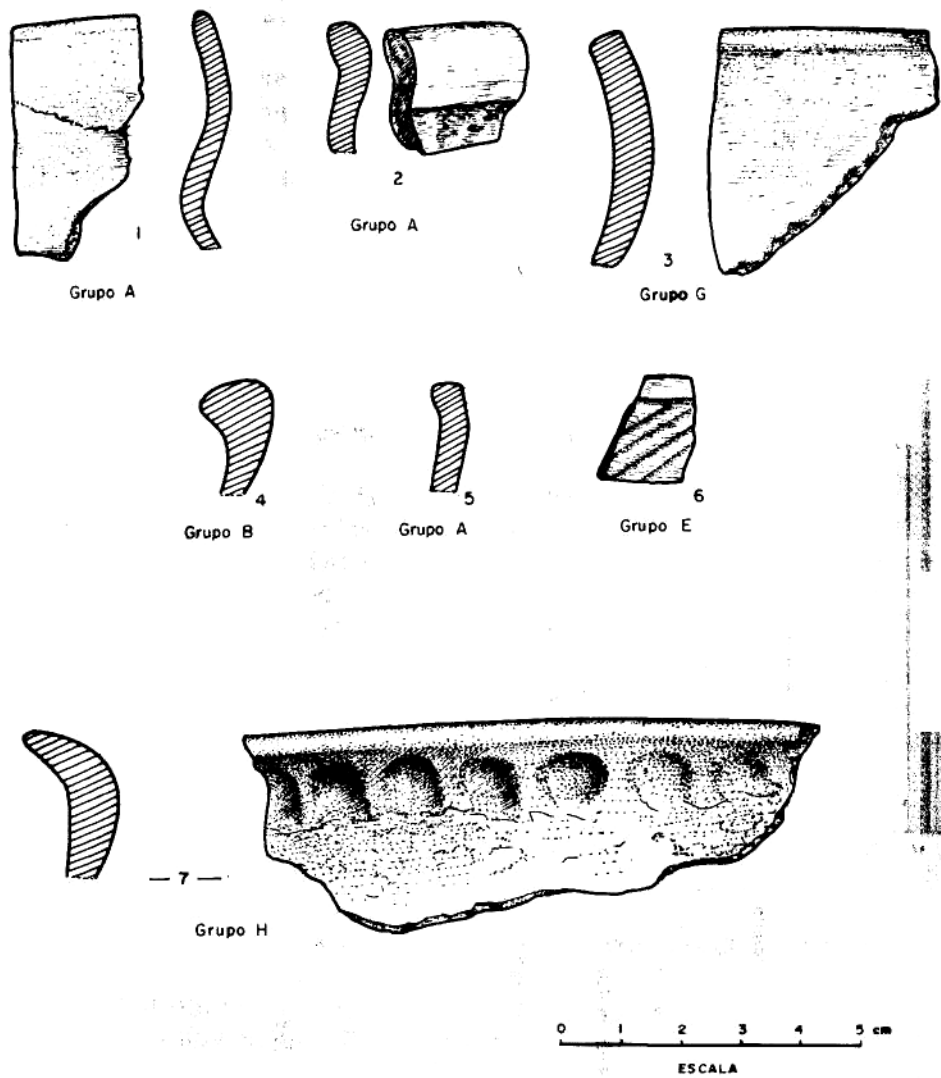 1
Grupo A
2
Grupo A
3
Grupo G
4
Grupo B
5
Grupo A
6
Grupo E
— 7 —
Grupo H
0 1 2 3 4 5 cm
ESCALA